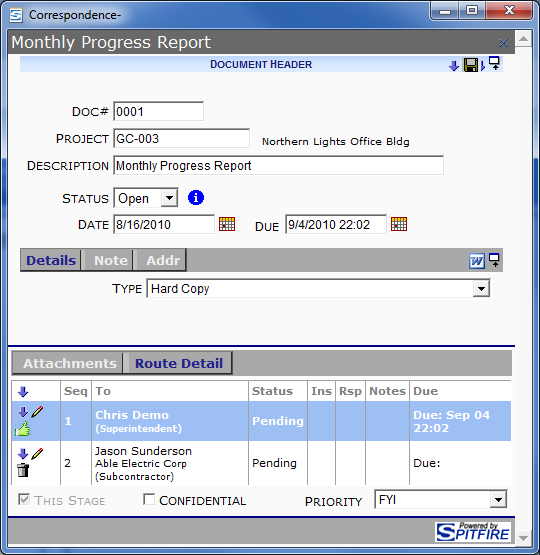 Correspondence-
Monthly Progress Report
DOCUMENT HEADER
DOC# 0001
PROJECT GC-003 Northern Lights Office Bldg
DESCRIPTION Monthly Progress Report
STATUS Open
DATE 8/16/2010 DUE 9/4/2010 22:02
Details Note Addr
TYPE Hard Copy
Attachments Route Detail
Seq To Status Ins Rsp Notes Due
1 Chris Demo (Superintendent) Pending Due: Sep 04 22:02
2 Jason Sunderson Able Electric Corp (Subcontractor) Pending Due:
THIS STAGE CONFIDENTIAL PRIORITY FYI
Powered by
SPITFIRE